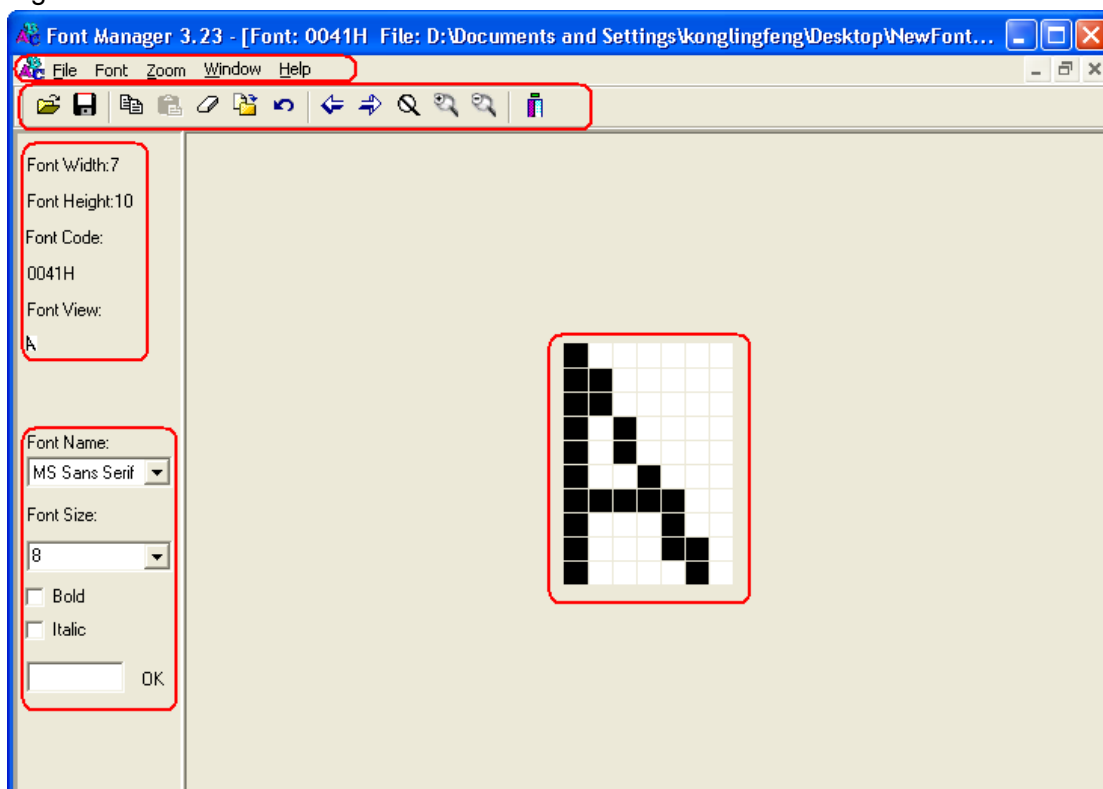 Font Manager 3.23 - [Font: 0041H File: D:\Documents and Settings\konglingfeng\Desktop\NewFont...
File Font Zoom Window Help
Font Width:7
Font Height:10
Font Code:
0041H
Font View:
A
Font Name:
MS Sans Serif
Font Size:
8
Bold
Italic
OK